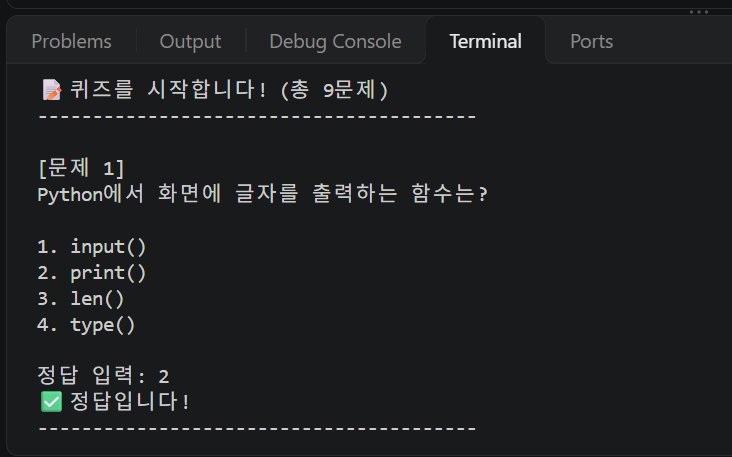 Problems Output Debug Console Terminal Ports
📝 퀴즈를 시작합니다! (총 9문제)
----------------------------------------
[문제 1]
Python에서 화면에 글자를 출력하는 함수는?
1. input()
2. print()
3. len()
4. type()
정답 입력: 2
✅ 정답입니다!
----------------------------------------